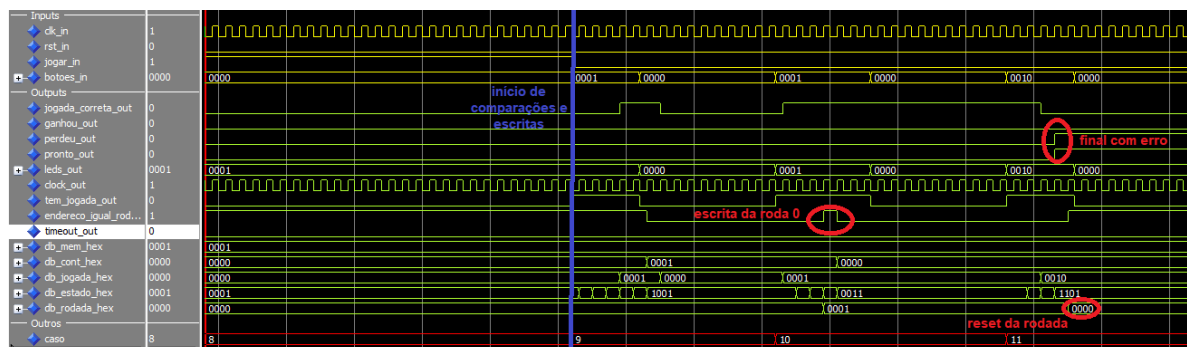 Inputs
clk_in 1
rst_in 0
jogar_in 1
botoes_in 0000 0000 0001 0000 0001 0000 0010 0000
Outputs
jogada_correta_out 0
ganhou_out 0
perdeu_out 0
pronto_out 0
leds_out 0001 0001 0000 0001 0000 0010 0000
clock_out 1
tem_jogada_out 0
endereco_igual_rod... 1
timeout_out 0
db_mem_hex 0001 0001
db_cont_hex 0000 0000 0001 0000
db_jogada_hex 0000 0000 0001 0000 0001 0010
db_estado_hex 0001 0001 1001 0011 1101
db_rodada_hex 0000 0000 0001 0000
Outros
caso 8 8 9 10 11
inicio de
comparações e
escritas
final com erro
escrita da roda 0
reset da rodada